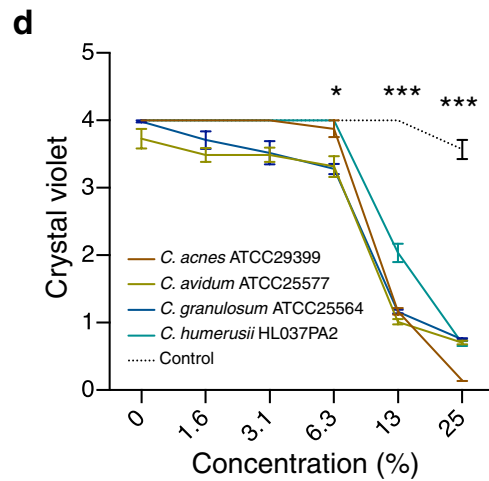 d
* *** ***
5
4
3
2
1
0
Crystal violet
C. acnes ATCC29399
C. avidum ATCC25577
C. granulosum ATCC25564
C. humerusii HL037PA2
Control
0 1.6 3.1 6.3 13 25
Concentration (%)